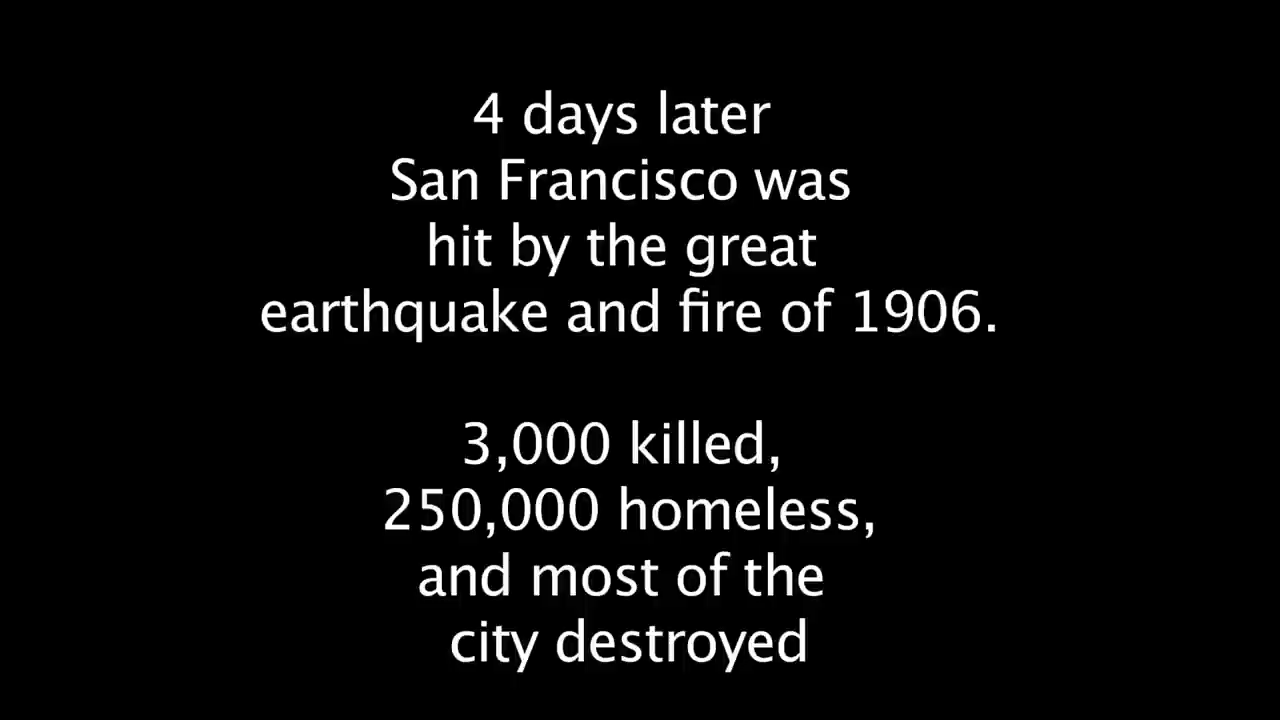 4 days later
San Francisco was
hit by the great
earthquake and fire of 1906.
3,000 killed,
250,000 homeless,
and most of the
city destroyed